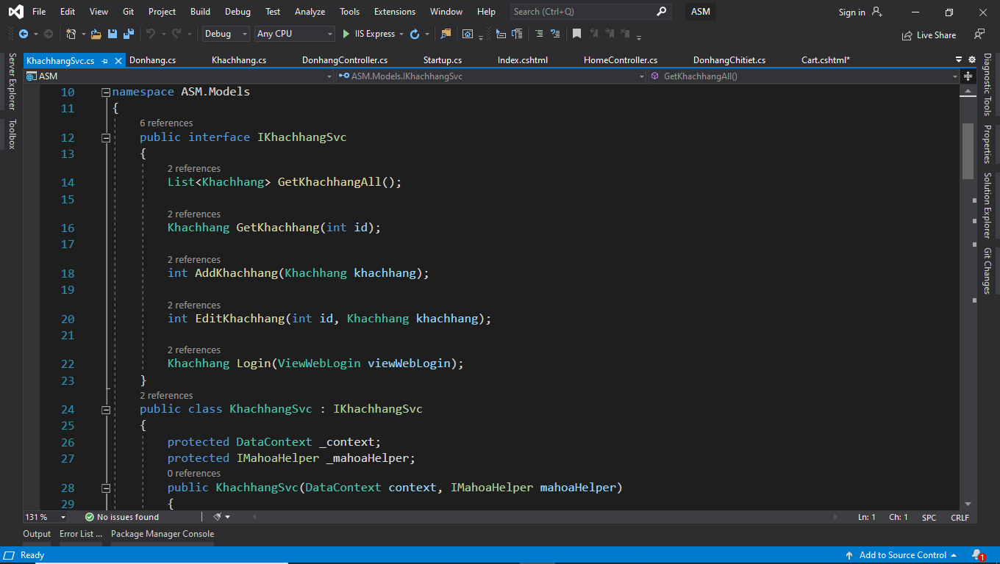 File Edit View Git Project Build Debug Test Analyze Tools Extensions Window Help Search (Ctrl+Q) ASM Sign in
Debug Any CPU IIS Express Live Share
KhachhangSvc.cs Donhang.cs Khachhang.cs DonhangController.cs Startup.cs Index.cshtml HomeController.cs DonhangChitiet.cs Cart.cshtml*
ASM ASM.Models.IKhachhangSvc GetKhachhangAll()
Server Explorer
Toolbox
10 namespace ASM.Models
11 {
6 references
12 public interface IKhachhangSvc
13 {
2 references
14 List<Khachhang> GetKhachhangAll();
15
2 references
16 Khachhang GetKhachhang(int id);
17
2 references
18 int AddKhachhang(Khachhang khachhang);
19
2 references
20 int EditKhachhang(int id, Khachhang khachhang);
21
2 references
22 Khachhang Login(ViewWebLogin viewWebLogin);
23 }
2 references
24 public class KhachhangSvc : IKhachhangSvc
25 {
26 protected DataContext _context;
27 protected IMahoaHelper _mahoaHelper;
0 references
28 public KhachhangSvc(DataContext context, IMahoaHelper mahoaHelper)
29 {
Diagnostic Tools
Properties
Solution Explorer
Git Changes
131 % No issues found Ln: 1 Ch: 1 SPC CRLF
Output Error List ... Package Manager Console
Ready Add to Source Control 1